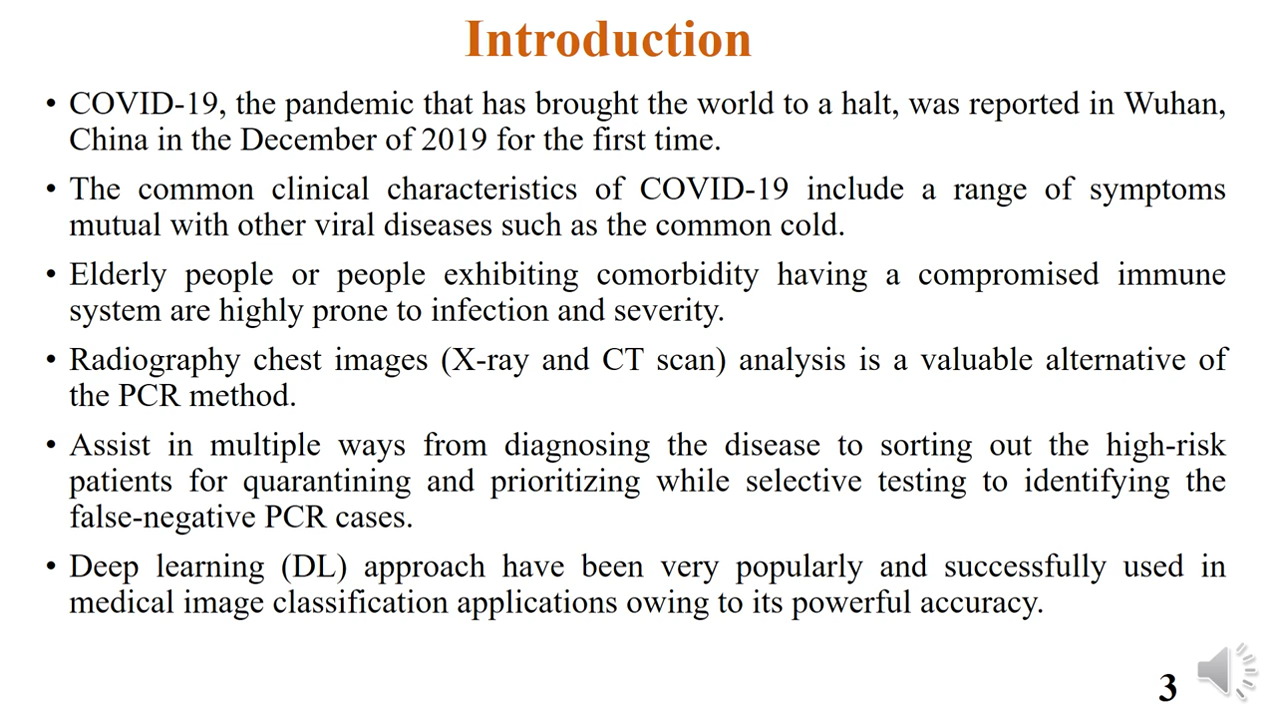 Introduction
• COVID-19, the pandemic that has brought the world to a halt, was reported in Wuhan,
China in the December of 2019 for the first time.
• The common clinical characteristics of COVID-19 include a range of symptoms
mutual with other viral diseases such as the common cold.
• Elderly people or people exhibiting comorbidity having a compromised immune
system are highly prone to infection and severity.
• Radiography chest images (X-ray and CT scan) analysis is a valuable alternative of
the PCR method.
• Assist in multiple ways from diagnosing the disease to sorting out the high-risk
patients for quarantining and prioritizing while selective testing to identifying the
false-negative PCR cases.
• Deep learning (DL) approach have been very popularly and successfully used in
medical image classification applications owing to its powerful accuracy.
3